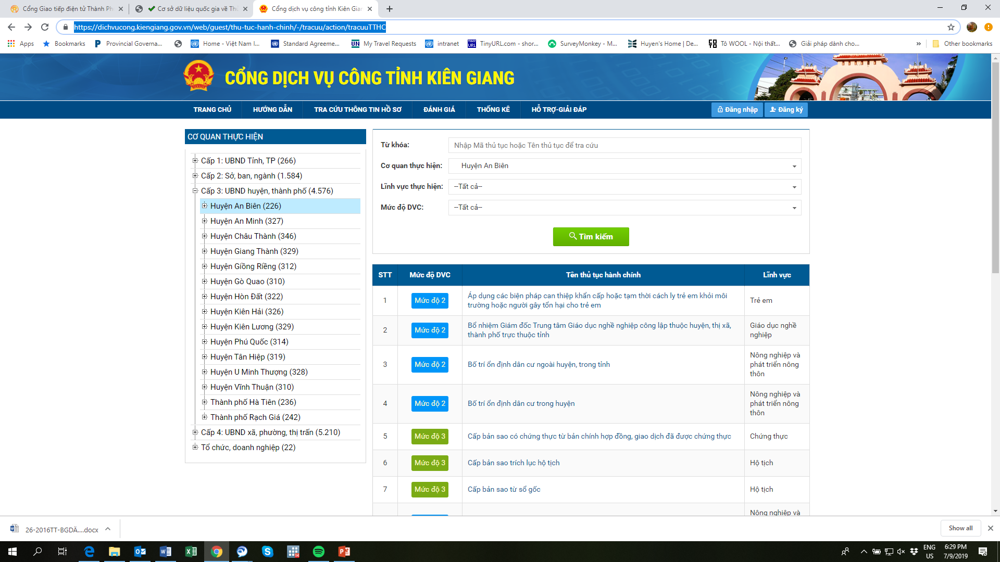 Cổng Giao tiếp điện tử Thành Ph
Cơ sở dữ liệu quốc gia về Thủ
Cổng dịch vụ công tỉnh Kiên Gian
https://dichvucong.kiengiang.gov.vn/web/guest/thu-tuc-hanh-chinh/-/tracuu/action/tracuuTTHC
Apps
Bookmarks
Provincial Governa...
Home - Việt Nam I...
Standard Agreeme...
My Travel Requests
intranet
TinyURL.com - shor...
SurveyMonkey - M...
Huyen's Home | De...
Tô WOOL - Nội thất...
Giải pháp dành cho...
»
Other bookmarks
CỔNG DỊCH VỤ CÔNG TỈNH KIÊN GIANG
TRANG CHỦ
HƯỚNG DẪN
TRA CỨU THÔNG TIN HỒ SƠ
ĐÁNH GIÁ
THỐNG KÊ
HỖ TRỢ-GIẢI ĐÁP
Đăng nhập
Đăng ký
CƠ QUAN THỰC HIỆN
Cấp 1: UBND Tỉnh, TP (266)
Cấp 2: Sở, ban, ngành (1.584)
Cấp 3: UBND huyện, thành phố (4.576)
Huyện An Biên (226)
Huyện An Minh (327)
Huyện Châu Thành (346)
Huyện Giang Thành (329)
Huyện Giồng Riềng (312)
Huyện Gò Quao (310)
Huyện Hòn Đất (322)
Huyện Kiên Hải (326)
Huyện Kiên Lương (329)
Huyện Phú Quốc (314)
Huyện Tân Hiệp (319)
Huyện U Minh Thượng (328)
Huyện Vĩnh Thuận (310)
Thành phố Hà Tiên (236)
Thành phố Rạch Giá (242)
Cấp 4: UBND xã, phường, thị trấn (5.210)
Tổ chức, doanh nghiệp (22)
Từ khóa:
Nhập Mã thủ tục hoặc Tên thủ tục để tra cứu
Cơ quan thực hiện:
Huyện An Biên
Lĩnh vực thực hiện:
--Tất cả--
Mức độ DVC:
--Tất cả--
Tìm kiếm
STT
Mức độ DVC
Tên thủ tục hành chính
Lĩnh vực
1
Mức độ 2
Áp dụng các biện pháp can thiệp khẩn cấp hoặc tạm thời cách ly trẻ em khỏi môi
trường hoặc người gây tổn hại cho trẻ em
Trẻ em
2
Mức độ 2
Bổ nhiệm Giám đốc Trung tâm Giáo dục nghề nghiệp công lập thuộc huyện, thị xã,
thành phố trực thuộc tỉnh
Giáo dục nghề
nghiệp
3
Mức độ 2
Bố trí ổn định dân cư ngoài huyện, trong tỉnh
Nông nghiệp và
phát triển nông
thôn
4
Mức độ 2
Bố trí ổn định dân cư trong huyện
Nông nghiệp và
phát triển nông
thôn
5
Mức độ 3
Cấp bản sao có chứng thực từ bản chính hợp đồng, giao dịch đã được chứng thực
Chứng thực
6
Mức độ 3
Cấp bản sao trích lục hộ tịch
Hộ tịch
7
Mức độ 3
Cấp bản sao từ sổ gốc
Hộ tịch
Nông nghiệp và
26-2016TT-BGDĐ....docx
Show all
ENG
US
6:29 PM
7/9/2019